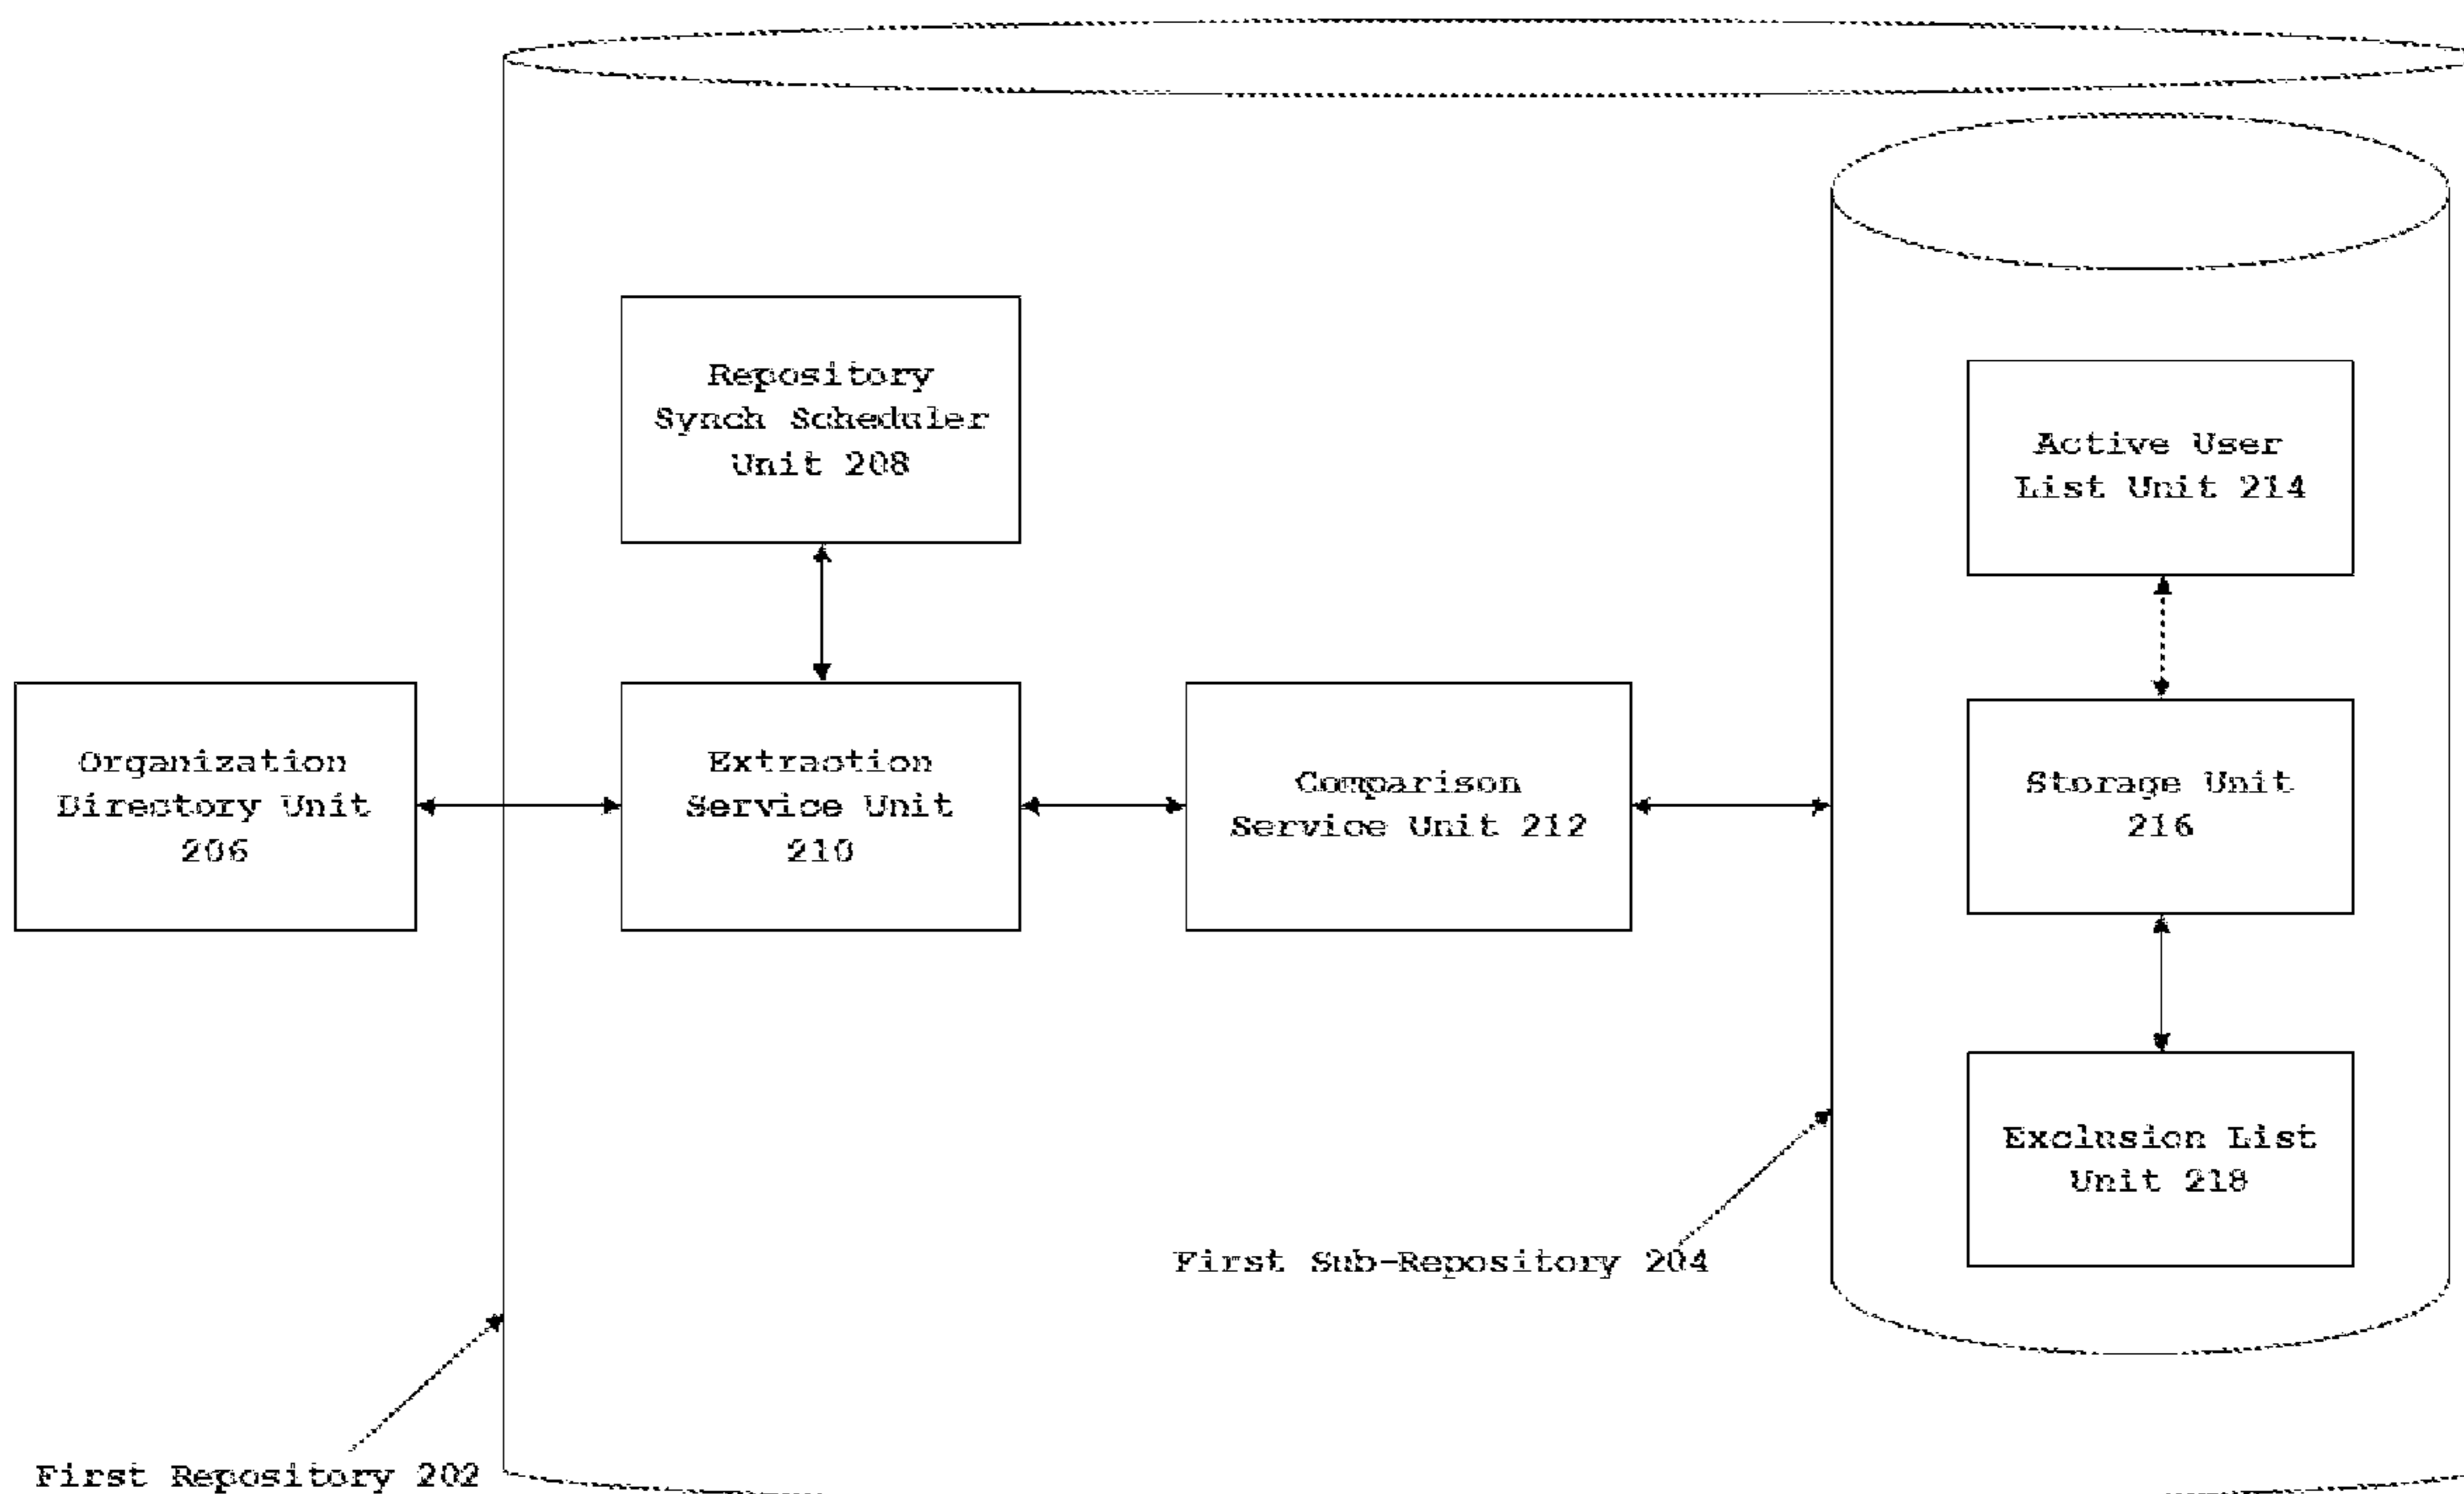 Repository
Synch Scheduler
Unit 208
Active User
List Unit 214
Organization
Directory Unit
206
Extraction
Service Unit
210
Comparison
Service Unit 212
Storage Unit
216
Exclusion List
Unit 218
First Sub-Repository 204
First Repository 202